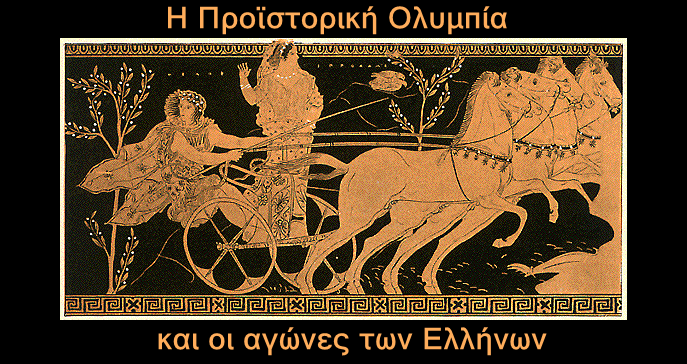 Η Προϊστορική Ολυμπία
και οι αγώνες των Ελλήνων